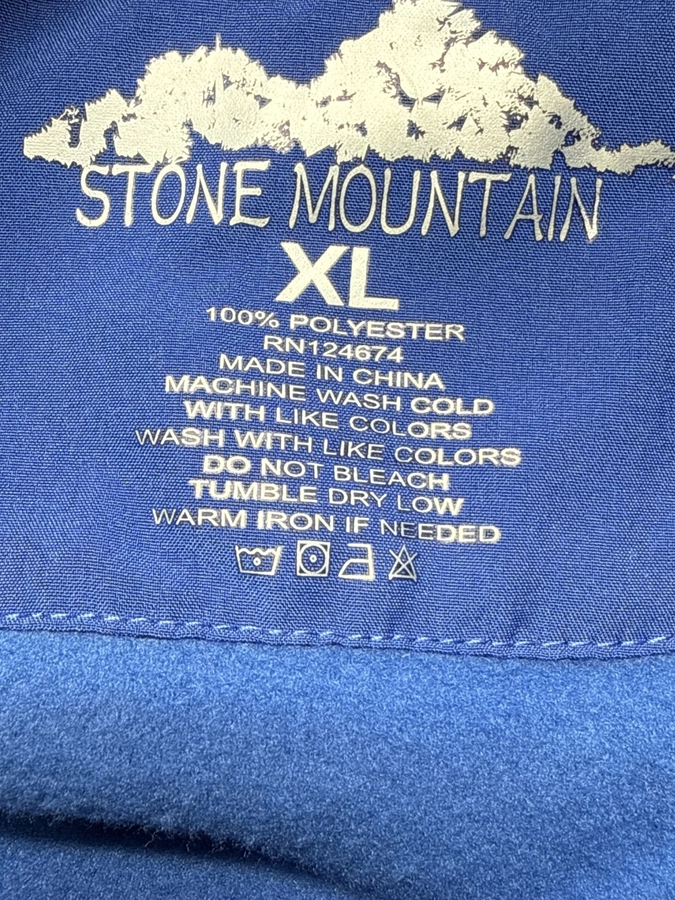 STONE MOUNTAIN
XL
100% POLYESTER
RN124674
MADE IN CHINA
MACHINE WASH COLD
WITH LIKE COLORS
WASH WITH LIKE COLORS
DO NOT BLEACH
TUMBLE DRY LOW
WARM IRON IF NEEDED